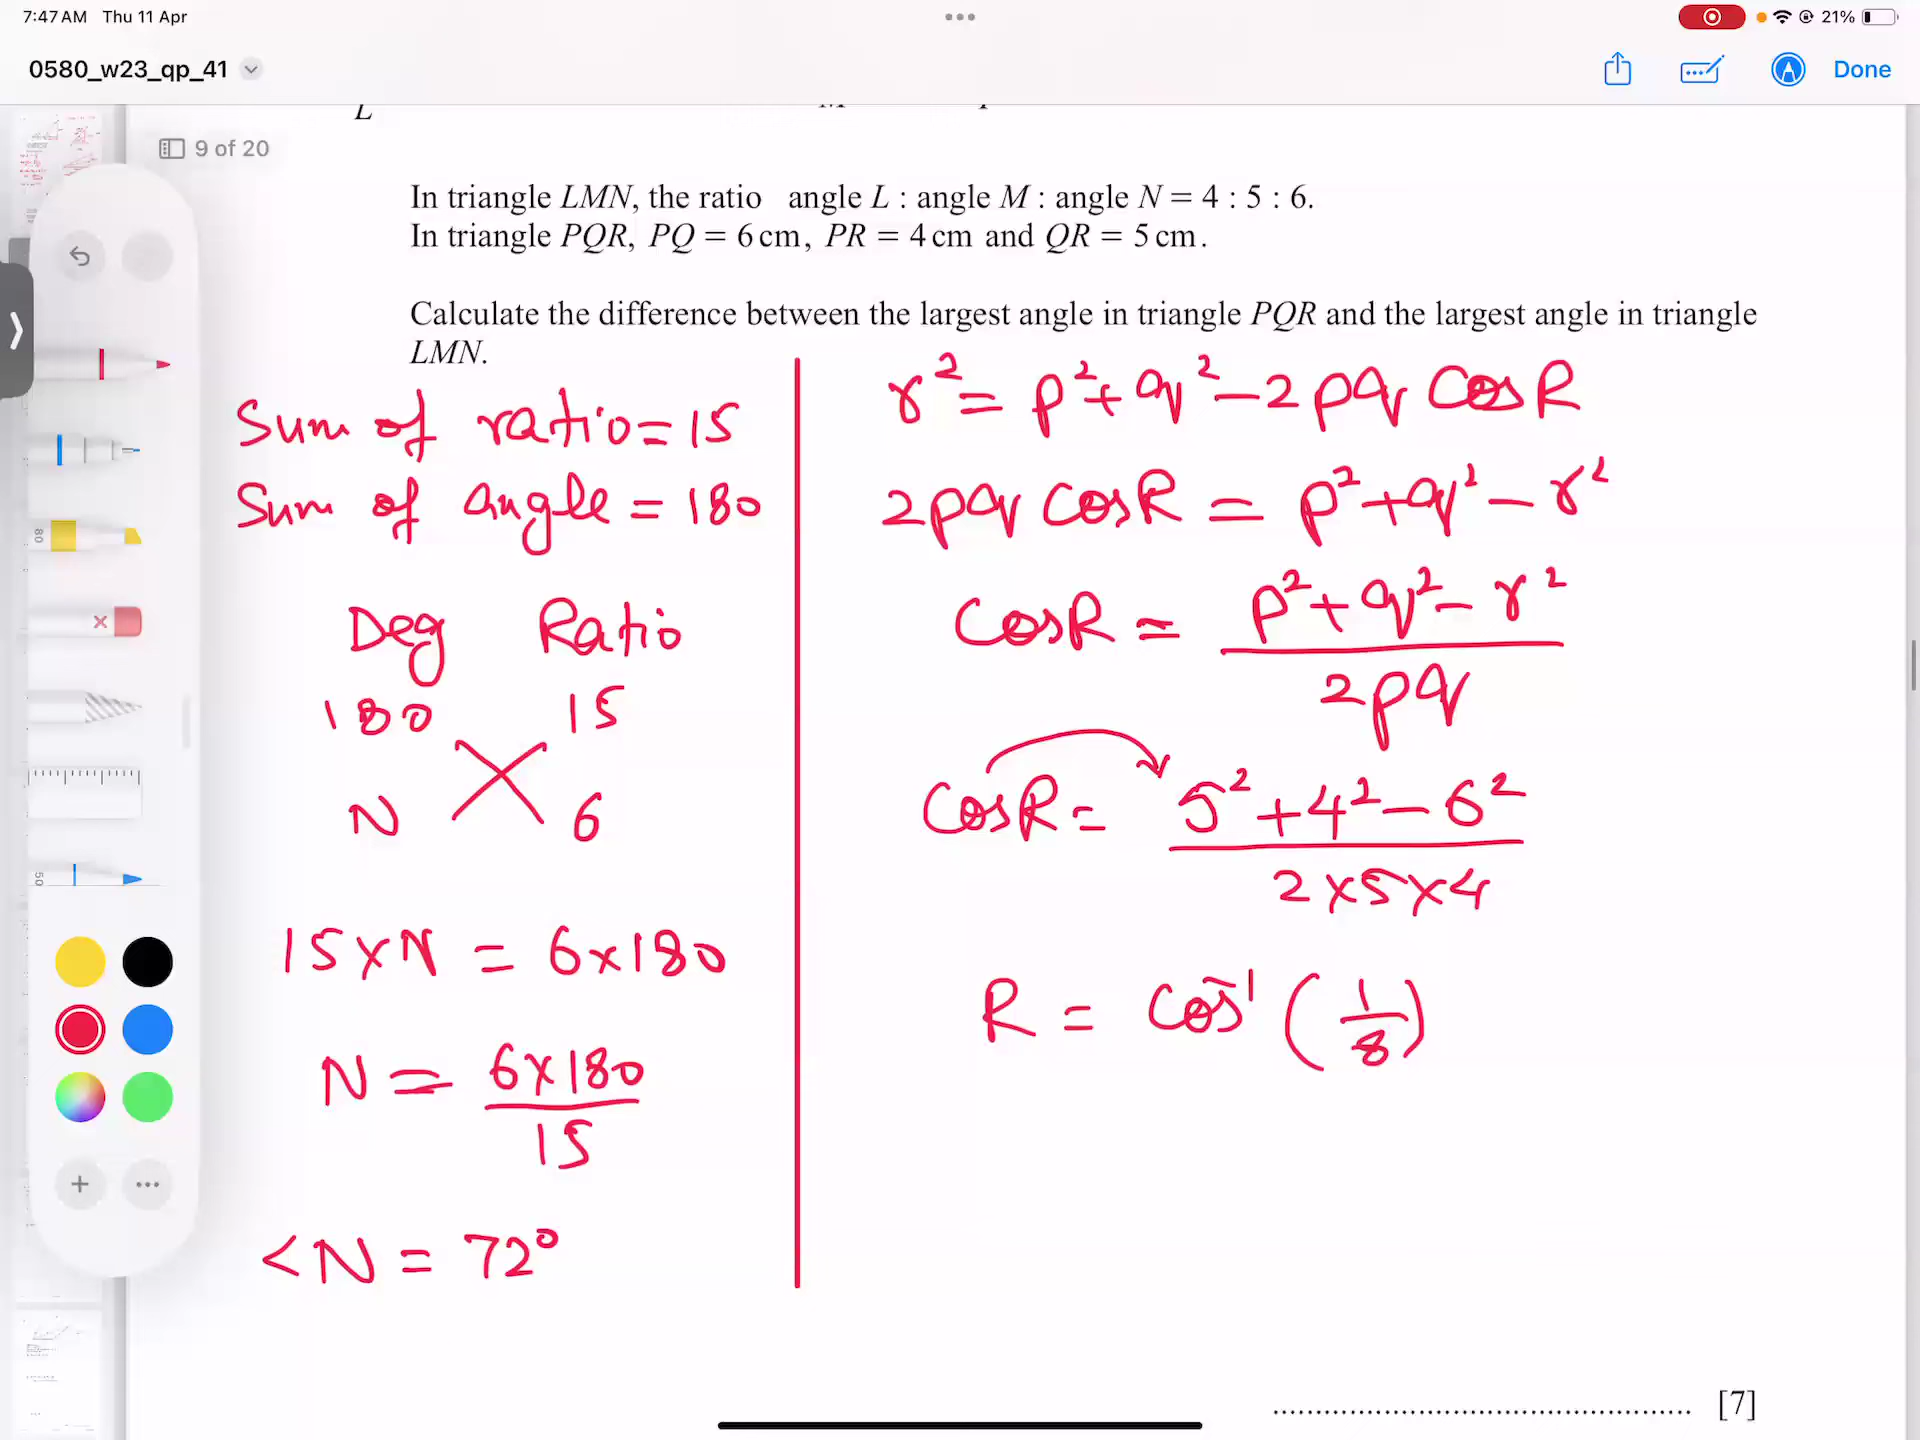 7:47 AM Thu 11 Apr
21%
0580_w23_qp_41
Done
9 of 20
In triangle LMN, the ratio angle L : angle M : angle N = 4 : 5 : 6.
In triangle PQR, PQ = 6 cm, PR = 4 cm and QR = 5 cm.
Calculate the difference between the largest angle in triangle PQR and the largest angle in triangle
LMN.
Sum of ratio = 15
Sum of angle = 180
Deg Ratio
180 15
N 6
15 × N = 6 × 180
N = 6 × 180 / 15
<N = 72°
r² = p² + q² - 2pq Cos R
2pq Cos R = p² + q² - r²
Cos R = p² + q² - r² / 2pq
Cos R = 5² + 4² - 6² / 2 × 5 × 4
R = Cos⁻¹ (1/8)
80
50
[7]